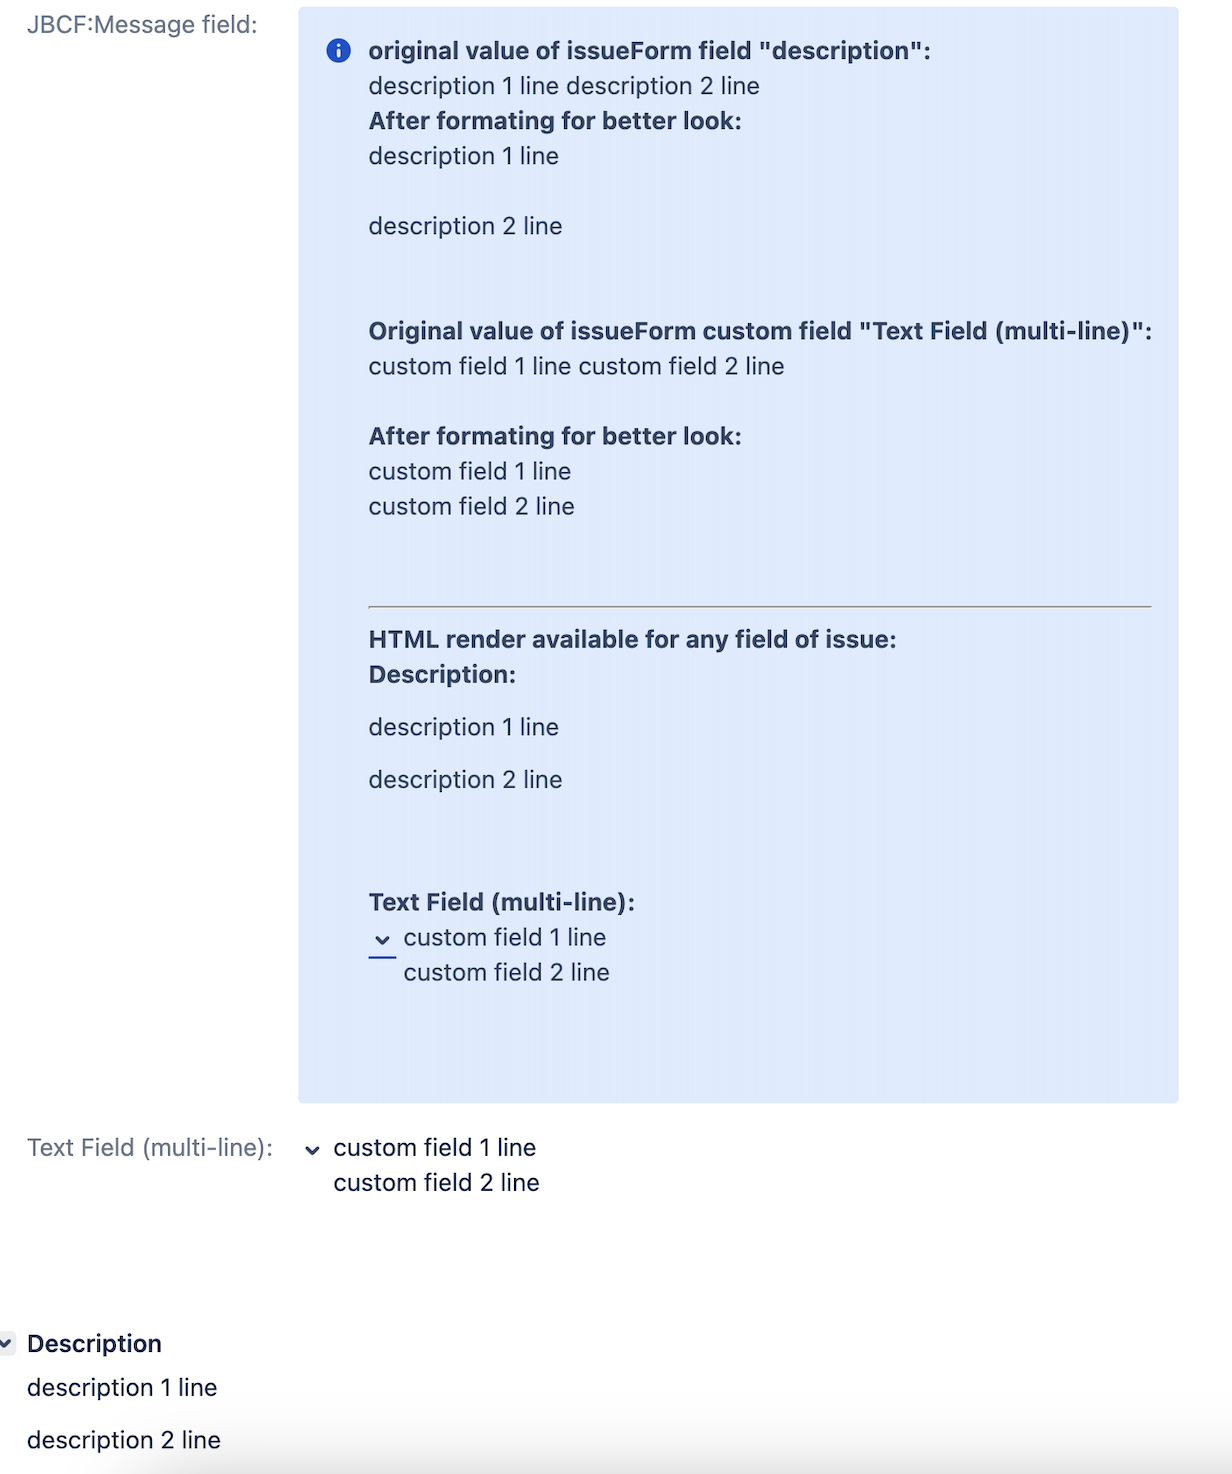 JBCF:Message field:
original value of issueForm field "description":
description 1 line description 2 line
After formating for better look:
description 1 line
description 2 line
Original value of issueForm custom field "Text Field (multi-line)":
custom field 1 line custom field 2 line
After formating for better look:
custom field 1 line
custom field 2 line
HTML render available for any field of issue:
Description:
description 1 line
description 2 line
Text Field (multi-line):
custom field 1 line
custom field 2 line
Text Field (multi-line):
custom field 1 line
custom field 2 line
Description
description 1 line
description 2 line